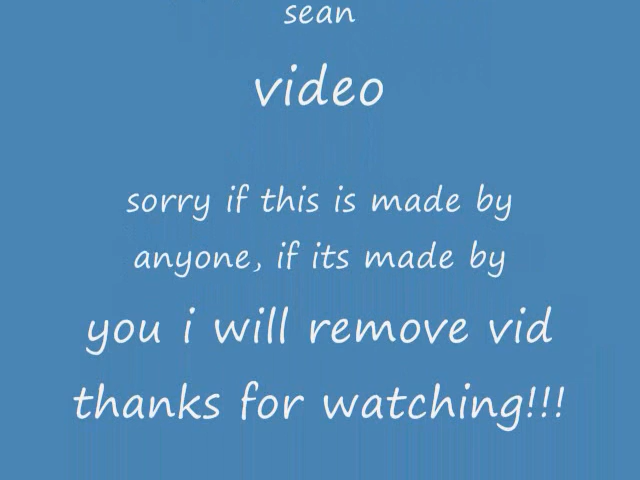 sean
video
sorry if this is made by
anyone, if its made by
you i will remove vid
thanks for watching!!!